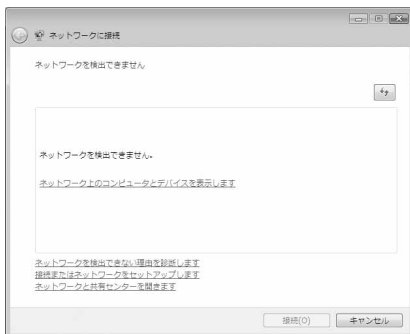 ネットワークに接続
ネットワークを検出できません
ネットワークを検出できません。
ネットワーク上のコンピュータとデバイスを表示します
ネットワークを検出できない理由を診断します
接続またはネットワークをセットアップします
ネットワークと共有センターを開きます
接続(O)
キャンセル